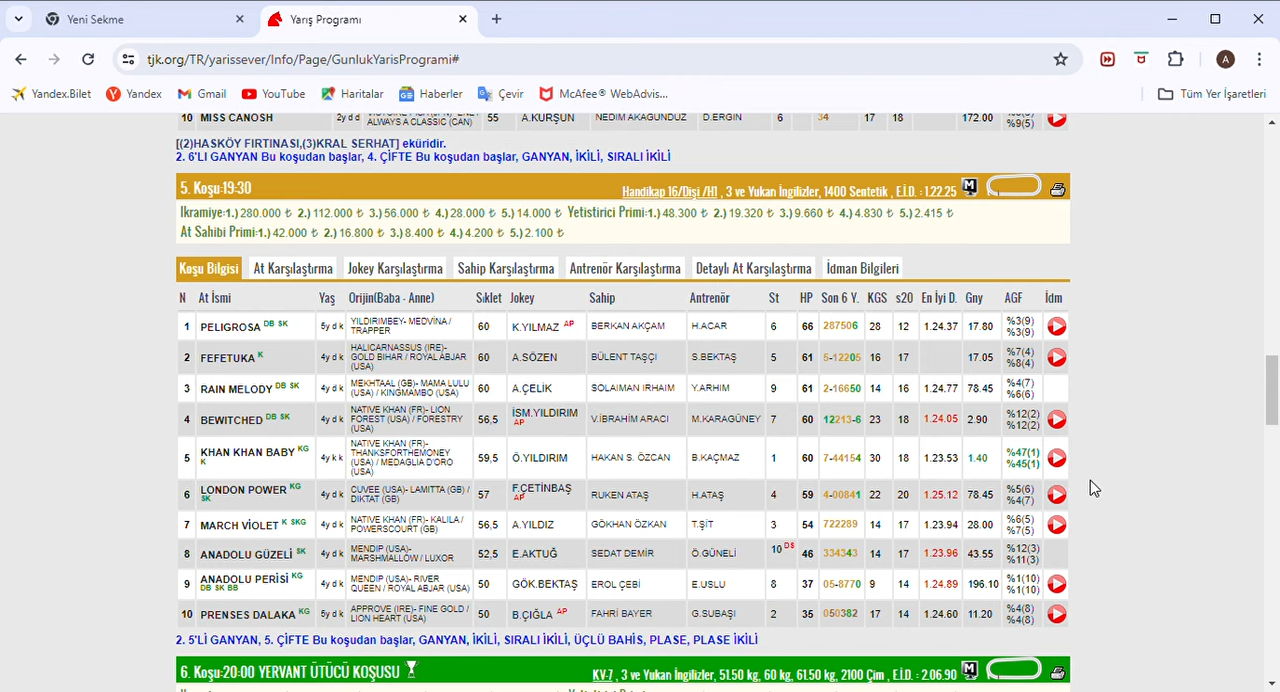 Yeni Sekme
Yarış Programı
tjk.org/TR/yarissever/Info/Page/GunlukYarisProgrami#
A
Yandex.Bilet Yandex Gmail YouTube Haritalar Haberler Çevir McAfee® WebAdvis... Tüm Yer İşaretleri
10 MISS CANOSH 2y d d ALWAYS A CLASSIC (CAN) 55 A.KURŞUN NEDİM AKAGÜNDÜZ D.ERGİN 6 34 17 18 172.00 %9(5)
[(2)HASKÖY FIRTINASI,(3)KRAL SERHAT] eküridir.
2. 6'LI GANYAN Bu koşudan başlar, 4. ÇİFTE Bu koşudan başlar, GANYAN, İKİLİ, SIRALI İKİLİ
5. Koşu:19:30 Handikap 16/Dişi /H1 , 3 ve Yukarı İngilizler, 1400 Sentetik , E.İ.D. : 1.22.25
İkramiye:1.) 280.000 ₺ 2.) 112.000 ₺ 3.) 56.000 ₺ 4.) 28.000 ₺ 5.) 14.000 ₺ Yetistirici Primi:1.) 48.300 ₺ 2.) 19.320 ₺ 3.) 9.660 ₺ 4.) 4.830 ₺ 5.) 2.415 ₺
At Sahibi Primi:1.) 42.000 ₺ 2.) 16.800 ₺ 3.) 8.400 ₺ 4.) 4.200 ₺ 5.) 2.100 ₺
Koşu Bilgisi At Karşılaştırma Jokey Karşılaştırma Sahip Karşılaştırma Antrenör Karşılaştırma Detaylı At Karşılaştırma İdman Bilgileri
N At İsmi Yaş Orijin(Baba - Anne) Sıklet Jokey Sahip Antrenör St HP Son 6 Y. KGS s20 En İyi D. Gny AGF İdm
1 PELIGROSA DB SK 5y d k YILDIRIMBEY- MEDVİNA / TRAPPER 60 K.YILMAZ AP BERKAN AKÇAM H.ACAR 6 66 287506 28 12 1.24.37 17.80 %3(9) %3(9)
2 FEFETUKA K 4y d k HALICARNASSUS (IRE)- GOLD BIHAR / ROYAL ABJAR (USA) 60 A.SÖZEN BÜLENT TAŞÇI S.BEKTAŞ 5 61 5-12205 16 17 17.05 %7(4) %8(4)
3 RAIN MELODY DB SK 4y d k MEKHTAAL (GB)- MAMA LULU (USA) / KINGMAMBO (USA) 60 A.ÇELİK SOLAIMAN IRHAIM Y.ARHIM 9 61 2-16650 14 16 1.24.77 78.45 %4(7) %6(6)
4 BEWITCHED DB SK 4y d k NATIVE KHAN (FR)- LION FOREST (USA) / FORESTRY (USA) 56,5 İSM.YILDIRIM AP V.İBRAHİM ARACI M.KARAGÜNEY 7 60 12213-6 23 18 1.24.05 2.90 %12(2) %12(2)
5 KHAN KHAN BABY KG K 4y k k NATIVE KHAN (FR)- THANKSFORTHEMONEY (USA) / MEDAGLIA D'ORO (USA) 59,5 Ö.YILDIRIM HAKAN S. ÖZCAN B.KAÇMAZ 1 60 7-44154 30 18 1.23.53 1.40 %47(1) %45(1)
6 LONDON POWER KG SK 4y d k CUVEE (USA)- LAMITTA (GB) / DIKTAT (GB) 57 F.ÇETİNBAŞ AP RUKEN ATAŞ H.ATAŞ 4 59 4-00841 22 20 1.25.12 78.45 %5(6) %4(7)
7 MARCH VİOLET K SKG 4y d k NATIVE KHAN (FR)- KALILA / POWERSCOURT (GB) 56,5 A.YILDIZ GÖKHAN ÖZKAN T.ŞİT 3 54 722289 14 17 1.23.94 28.00 %6(5) %7(5)
8 ANADOLU GÜZELİ SK 4y d k MENDIP (USA)- MARSHMALLOW / LUXOR 52,5 E.AKTUĞ SEDAT DEMİR Ö.GÜNELİ 10 DS 46 334343 14 17 1.23.96 43.55 %12(3) %11(3)
9 ANADOLU PERİSİ KG DB SK BB 4y d k MENDIP (USA)- RIVER QUEEN / ROYAL ABJAR (USA) 50 GÖK.BEKTAŞ EROL ÇEBİ E.USLU 8 37 05-8770 9 14 1.24.89 196.10 %1(10) %1(10)
10 PRENSES DALAKA KG 5y d k APPROVE (IRE)- FINE GOLD / LION HEART (USA) 50 B.ÇIĞLA AP FAHRİ BAYER G.SUBAŞI 2 35 050382 17 14 1.24.60 11.20 %4(8) %4(8)
2. 5'Lİ GANYAN, 5. ÇİFTE Bu koşudan başlar, GANYAN, İKİLİ, SIRALI İKİLİ, ÜÇLÜ BAHİS, PLASE, PLASE İKİLİ
6. Koşu:20:00 YERVANT ÜTÜCÜ KOŞUSU KV-7 , 3 ve Yukarı İngilizler, 51.50 kg, 60 kg, 61.50 kg, 2100 Çim , E.İ.D. : 2.06.90